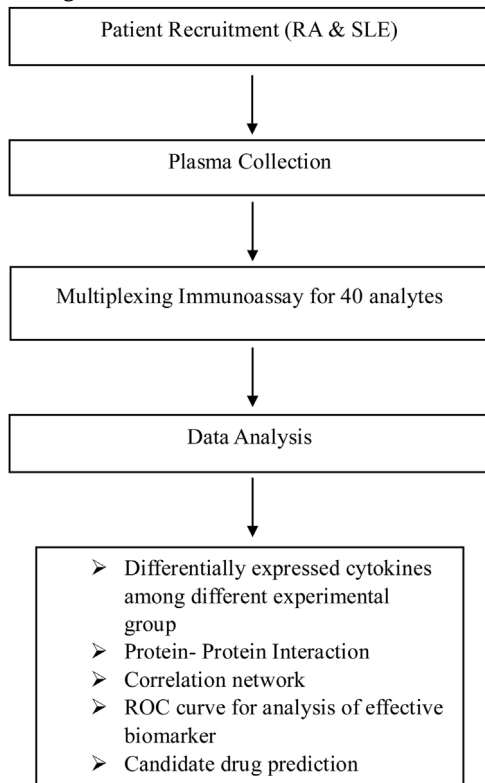 Patient Recruitment (RA & SLE)
Plasma Collection
Multiplexing Immunoassay for 40 analytes
Data Analysis
➢ Differentially expressed cytokines
among different experimental
group
➢ Protein- Protein Interaction
➢ Correlation network
➢ ROC curve for analysis of effective
biomarker
➢ Candidate drug prediction